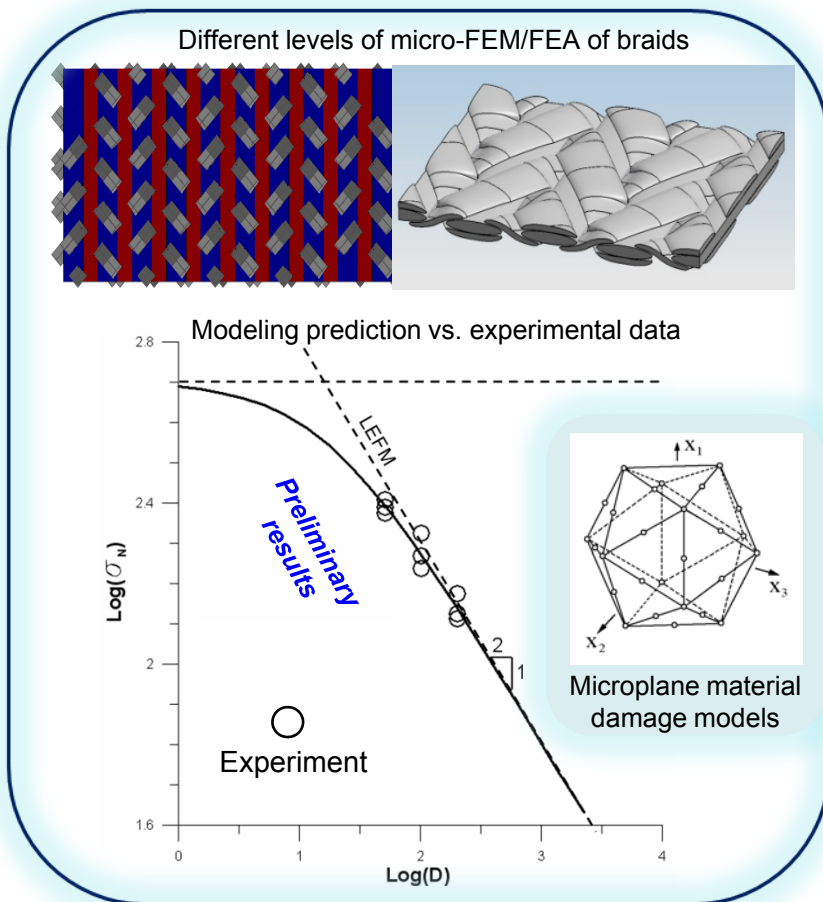 Different levels of micro-FEM/FEA of braids
Modeling prediction vs. experimental data
2.8
2.4
2
1.6
Log(σN)
0
1
2
3
4
Log(D)
LEFM
Preliminary
results
2
1
Experiment
X1
X3
X2
Microplane material
damage models